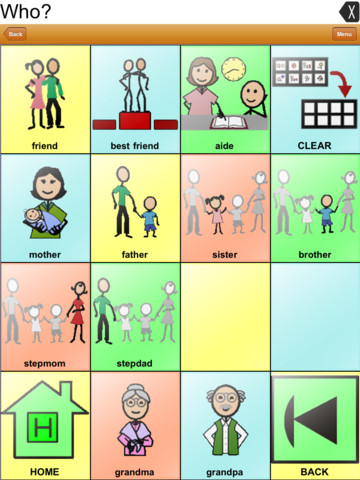 Who?
X
Back
Menu
friend
best friend
aide
CLEAR
mother
father
sister
brother
stepmom
stepdad
H
HOME
grandma
grandpa
BACK